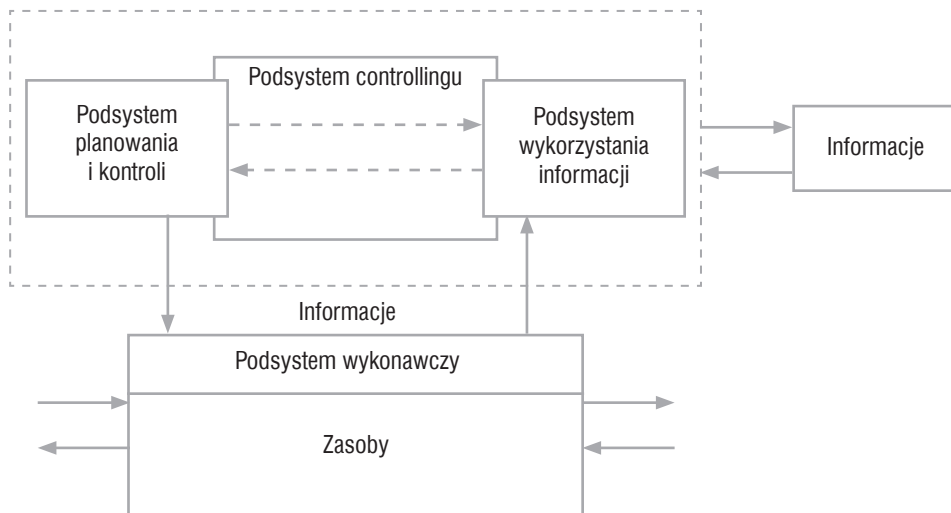 Podsystem controllingu
Podsystem
planowania
i kontroli
Podsystem
wykorzystania
informacji
Informacje
Informacje
Podsystem wykonawczy
Zasoby